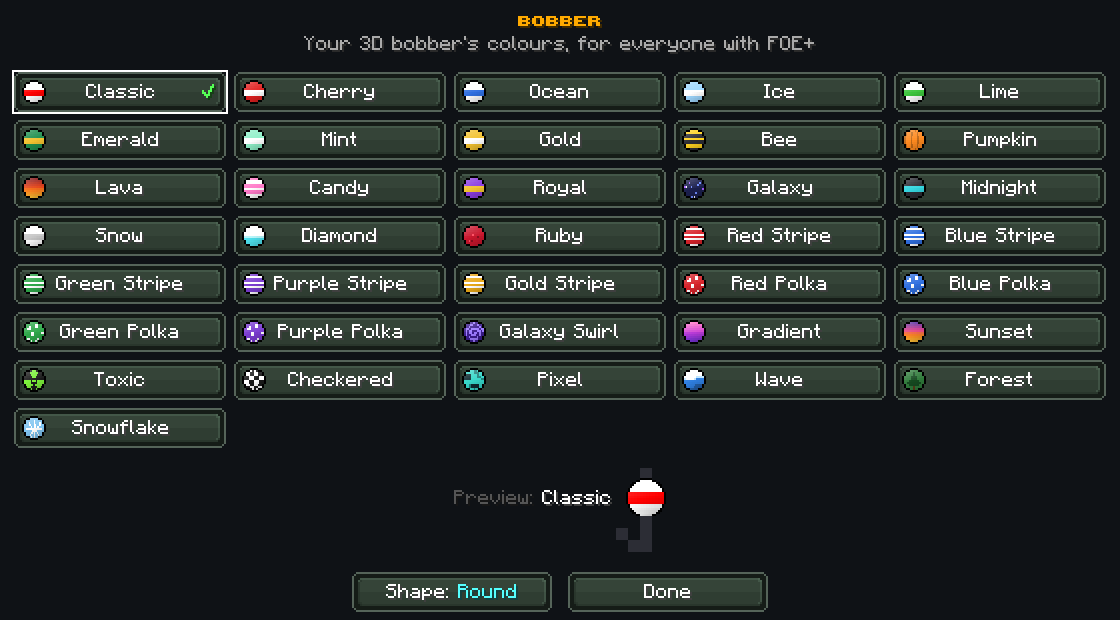 BOBBER
Your 3D bobber's colours, for everyone with FOE+
Classic Cherry Ocean Ice Lime
Emerald Mint Gold Bee Pumpkin
Lava Candy Royal Galaxy Midnight
Snow Diamond Ruby Red Stripe Blue Stripe
Green Stripe Purple Stripe Gold Stripe Red Polka Blue Polka
Green Polka Purple Polka Galaxy Swirl Gradient Sunset
Toxic Checkered Pixel Wave Forest
Snowflake
Preview: Classic
Shape: Round Done